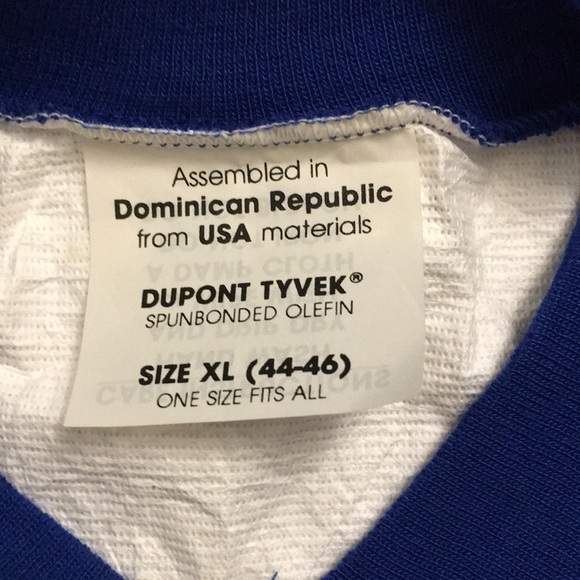 Assembled in
Dominican Republic
from USA materials
DUPONT TYVEK®
SPUNBONDED OLEFIN
SIZE XL (44-46)
ONE SIZE FITS ALL